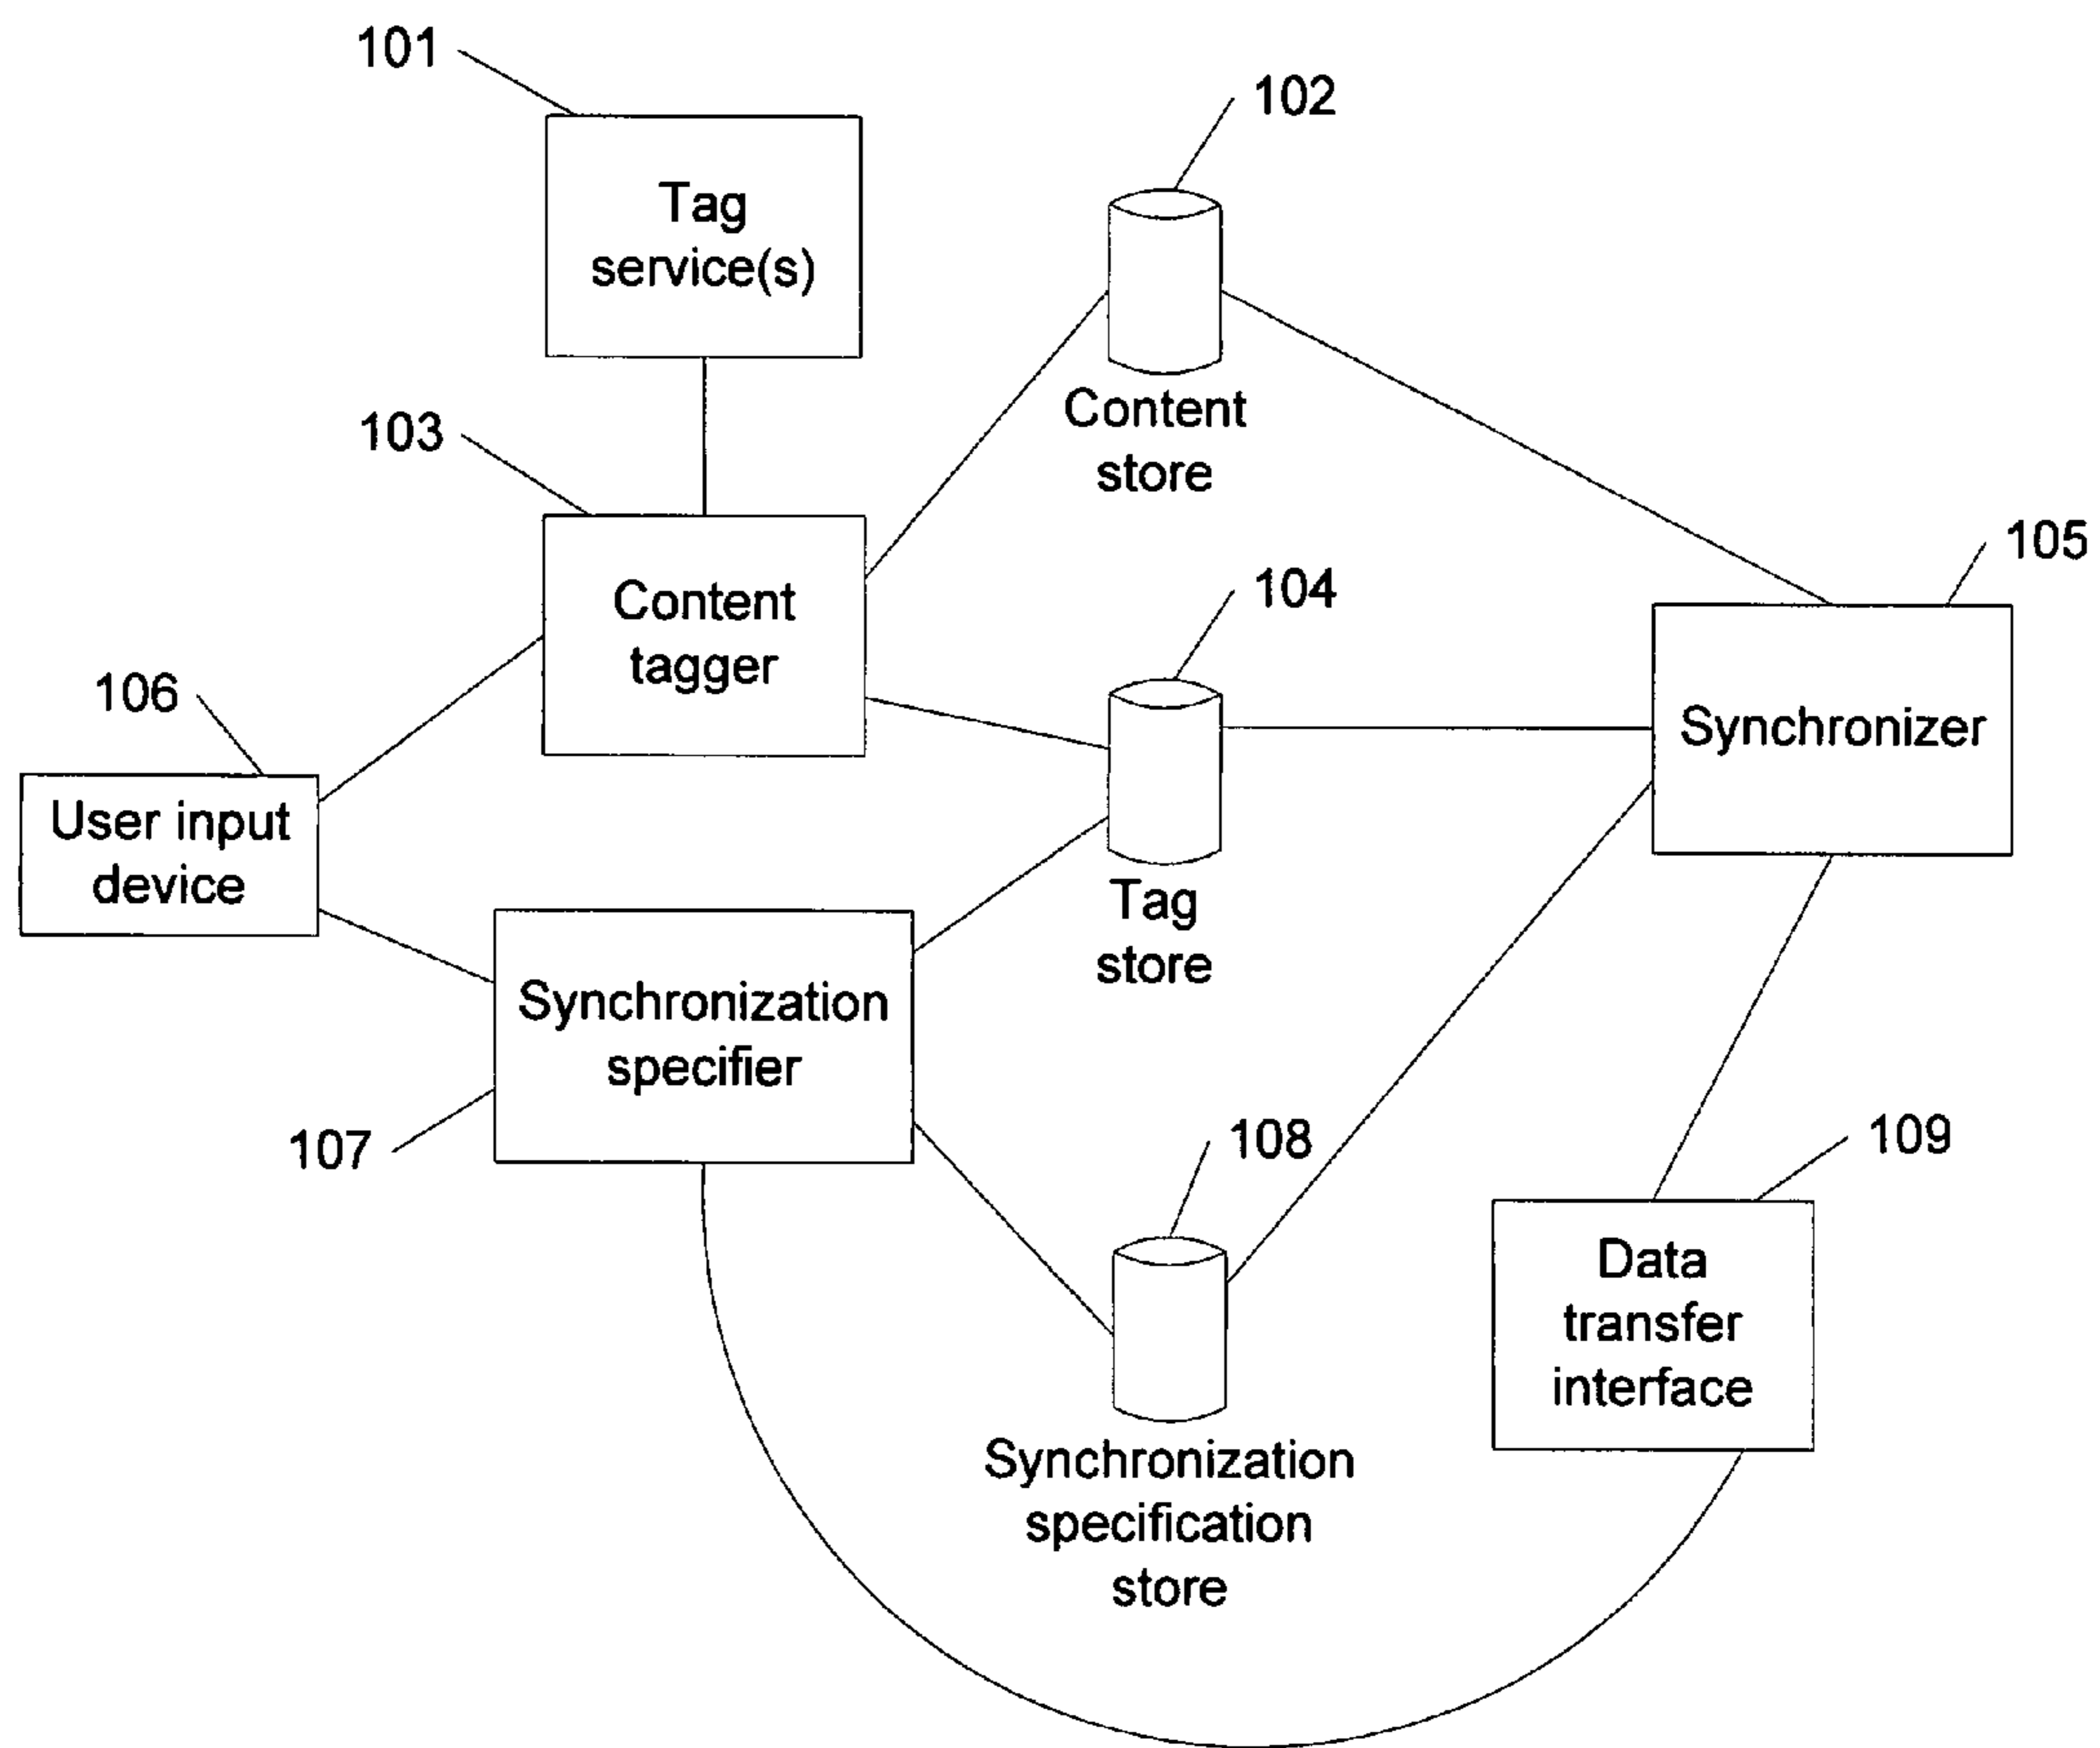 101
102
Tag
service(s)
Content
store
103
Content
tagger
104
105
Synchronizer
106
User input
device
Tag
store
Synchronization
specifier
107
108
109
Data
transfer
interface
Synchronization
specification
store